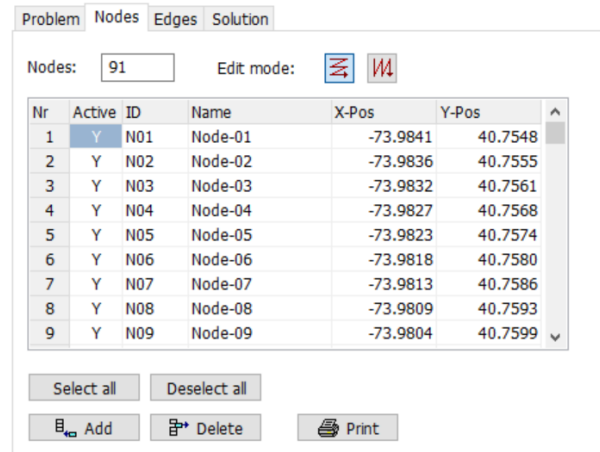 Problem Nodes Edges Solution
Nodes: 91 Edit mode:
Nr Active ID Name X-Pos Y-Pos
1 Y N01 Node-01 -73.9841 40.7548
2 Y N02 Node-02 -73.9836 40.7555
3 Y N03 Node-03 -73.9832 40.7561
4 Y N04 Node-04 -73.9827 40.7568
5 Y N05 Node-05 -73.9823 40.7574
6 Y N06 Node-06 -73.9818 40.7580
7 Y N07 Node-07 -73.9813 40.7586
8 Y N08 Node-08 -73.9809 40.7593
9 Y N09 Node-09 -73.9804 40.7599
Select all Deselect all
Add Delete Print